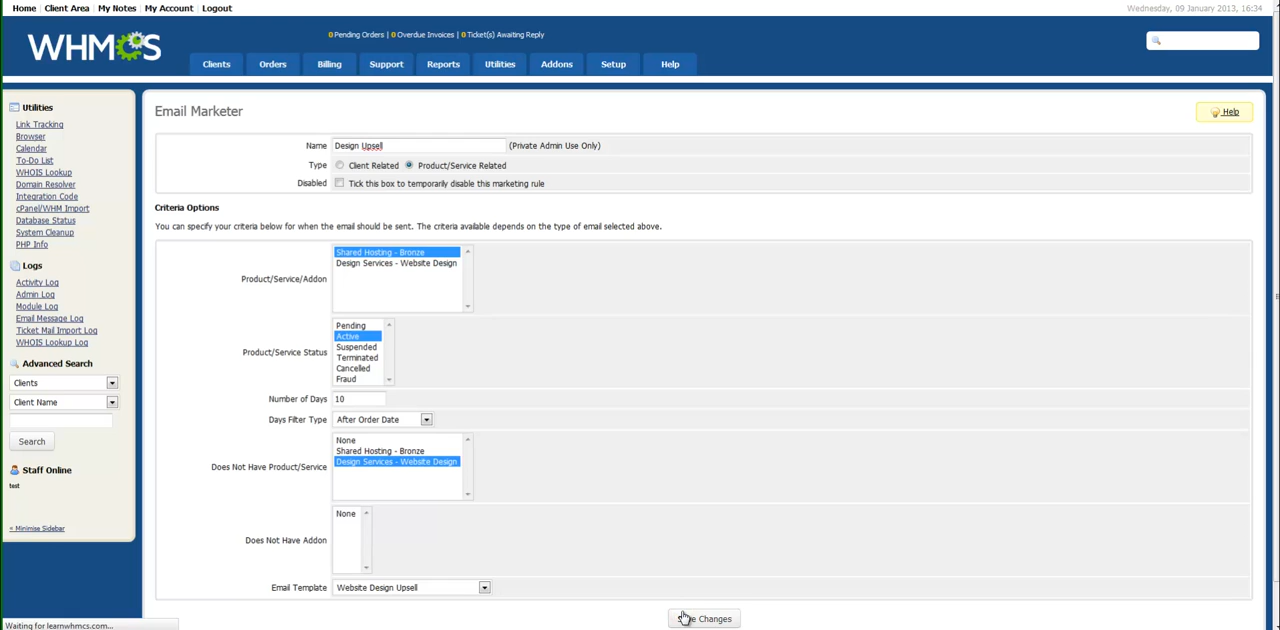 Home Client Area My Notes My Account Logout
Wednesday, 09 January 2013, 16:34
WHMCS
0 Pending Orders | 0 Overdue Invoices | 0 Ticket(s) Awaiting Reply
Clients Orders Billing Support Reports Utilities Addons Setup Help
Utilities
Link Tracking
Browser
Calendar
To-Do List
WHOIS Lookup
Domain Resolver
Integration Code
cPanel/WHM Import
Database Status
System Cleanup
PHP Info
Logs
Activity Log
Admin Log
Module Log
Email Message Log
Ticket Mail Import Log
WHOIS Lookup Log
Advanced Search
Clients
Client Name
Search
Staff Online
test
« Minimise Sidebar
Email Marketer
Help
Name Design Upsell (Private Admin Use Only)
Type Client Related Product/Service Related
Disabled Tick this box to temporarily disable this marketing rule
Criteria Options
You can specify your criteria below for when the email should be sent. The criteria available depends on the type of email selected above.
Product/Service/Addon
Shared Hosting - Bronze
Design Services - Website Design
Product/Service Status
Pending
Active
Suspended
Terminated
Cancelled
Fraud
Number of Days 10
Days Filter Type After Order Date
Does Not Have Product/Service
None
Shared Hosting - Bronze
Design Services - Website Design
Does Not Have Addon
None
Email Template Website Design Upsell
Changes
Waiting for learnwhmcs.com...